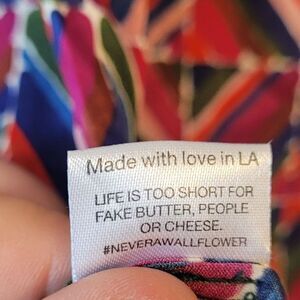 Made with love in LA
LIFE IS TOO SHORT FOR
FAKE BUTTER, PEOPLE
OR CHEESE.
#NEVERAWALLFLOWER